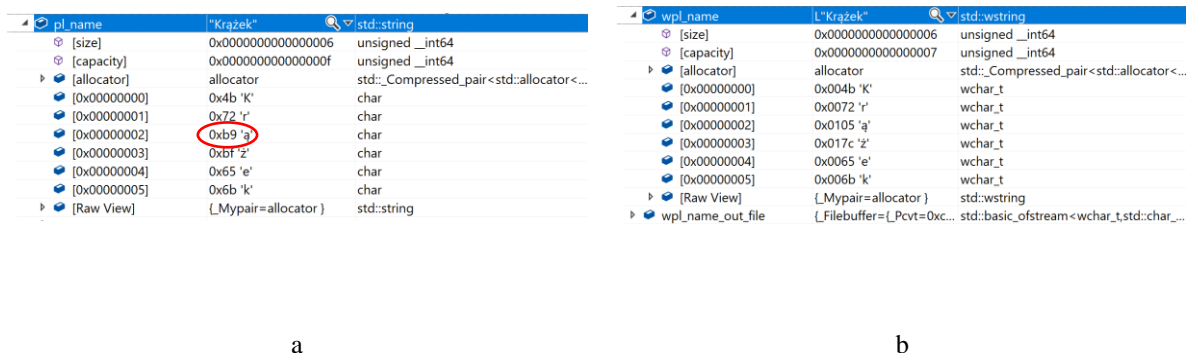 pl_name "Krążek" std::string
[size] 0x0000000000000006 unsigned __int64
[capacity] 0x000000000000000f unsigned __int64
[allocator] allocator std::_Compressed_pair<std::allocator<...
[0x00000000] 0x4b 'K' char
[0x00000001] 0x72 'r' char
[0x00000002] 0xb9 'ą' char
[0x00000003] 0xbf 'ż' char
[0x00000004] 0x65 'e' char
[0x00000005] 0x6b 'k' char
[Raw View] {_Mypair=allocator } std::string
a
wpl_name L"Krążek" std::wstring
[size] 0x0000000000000006 unsigned __int64
[capacity] 0x0000000000000007 unsigned __int64
[allocator] allocator std::_Compressed_pair<std::allocator<...
[0x00000000] 0x004b 'K' wchar_t
[0x00000001] 0x0072 'r' wchar_t
[0x00000002] 0x0105 'ą' wchar_t
[0x00000003] 0x017c 'ż' wchar_t
[0x00000004] 0x0065 'e' wchar_t
[0x00000005] 0x006b 'k' wchar_t
[Raw View] {_Mypair=allocator } std::wstring
wpl_name_out_file {_Filebuffer={_Pcvt=0xc... std::basic_ofstream<wchar_t,std::char_...
b